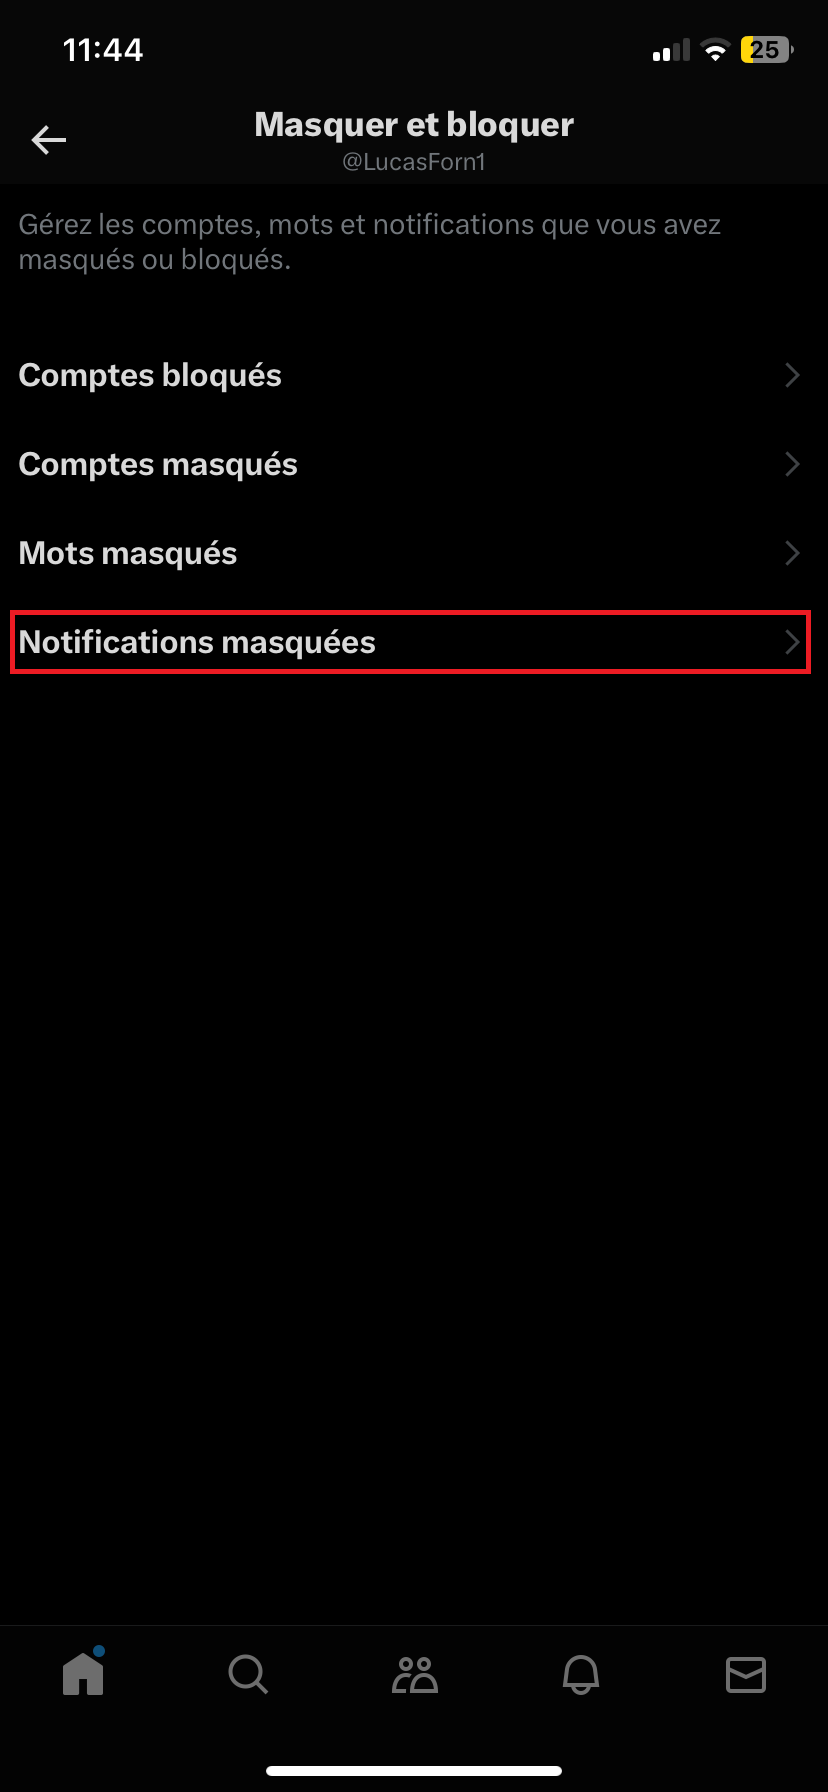 11:44
25
Masquer et bloquer
@LucasForn1
Gérez les comptes, mots et notifications que vous avez
masqués ou bloqués.
Comptes bloqués
Comptes masqués
Mots masqués
Notifications masquées